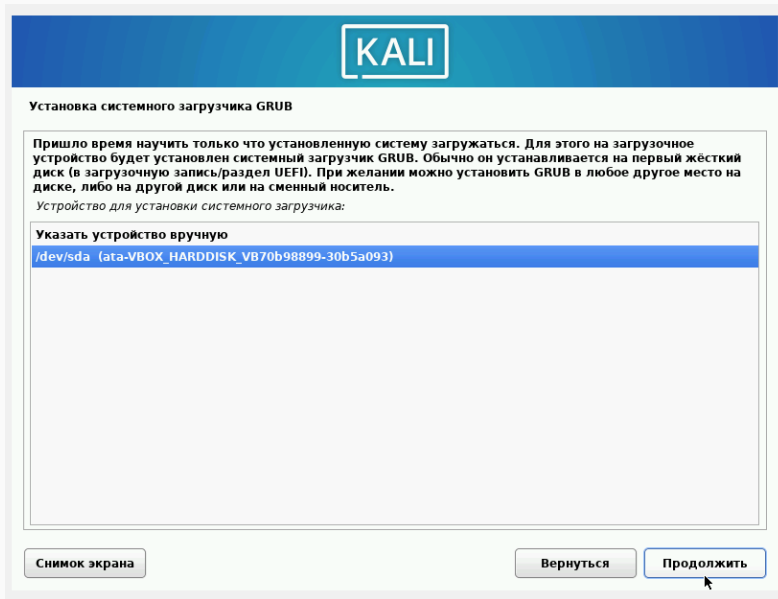 KALI
Установка системного загрузчика GRUB
Пришло время научить только что установленную систему загружаться. Для этого на загрузочное
устройство будет установлен системный загрузчик GRUB. Обычно он устанавливается на первый жёсткий
диск (в загрузочную запись/раздел UEFI). При желании можно установить GRUB в любое другое место на
диске, либо на другой диск или на сменный носитель.
Устройство для установки системного загрузчика:
Указать устройство вручную
/dev/sda  (ata-VBOX_HARDDISK_VB70b98899-30b5a093)
Снимок экрана
Вернуться
Продолжить